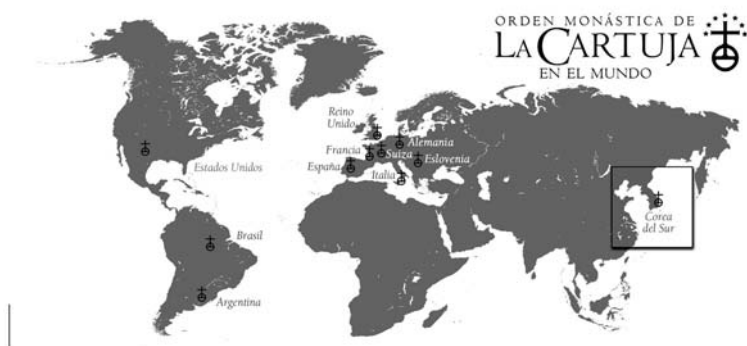 ORDEN MONÁSTICA DE
LA CARTUJA
EN EL MUNDO
Reino
Unido
Alemania
Francia
Suiza
Eslovenia
España
Italia
Estados Unidos
Corea
del Sur
Brasil
Argentina